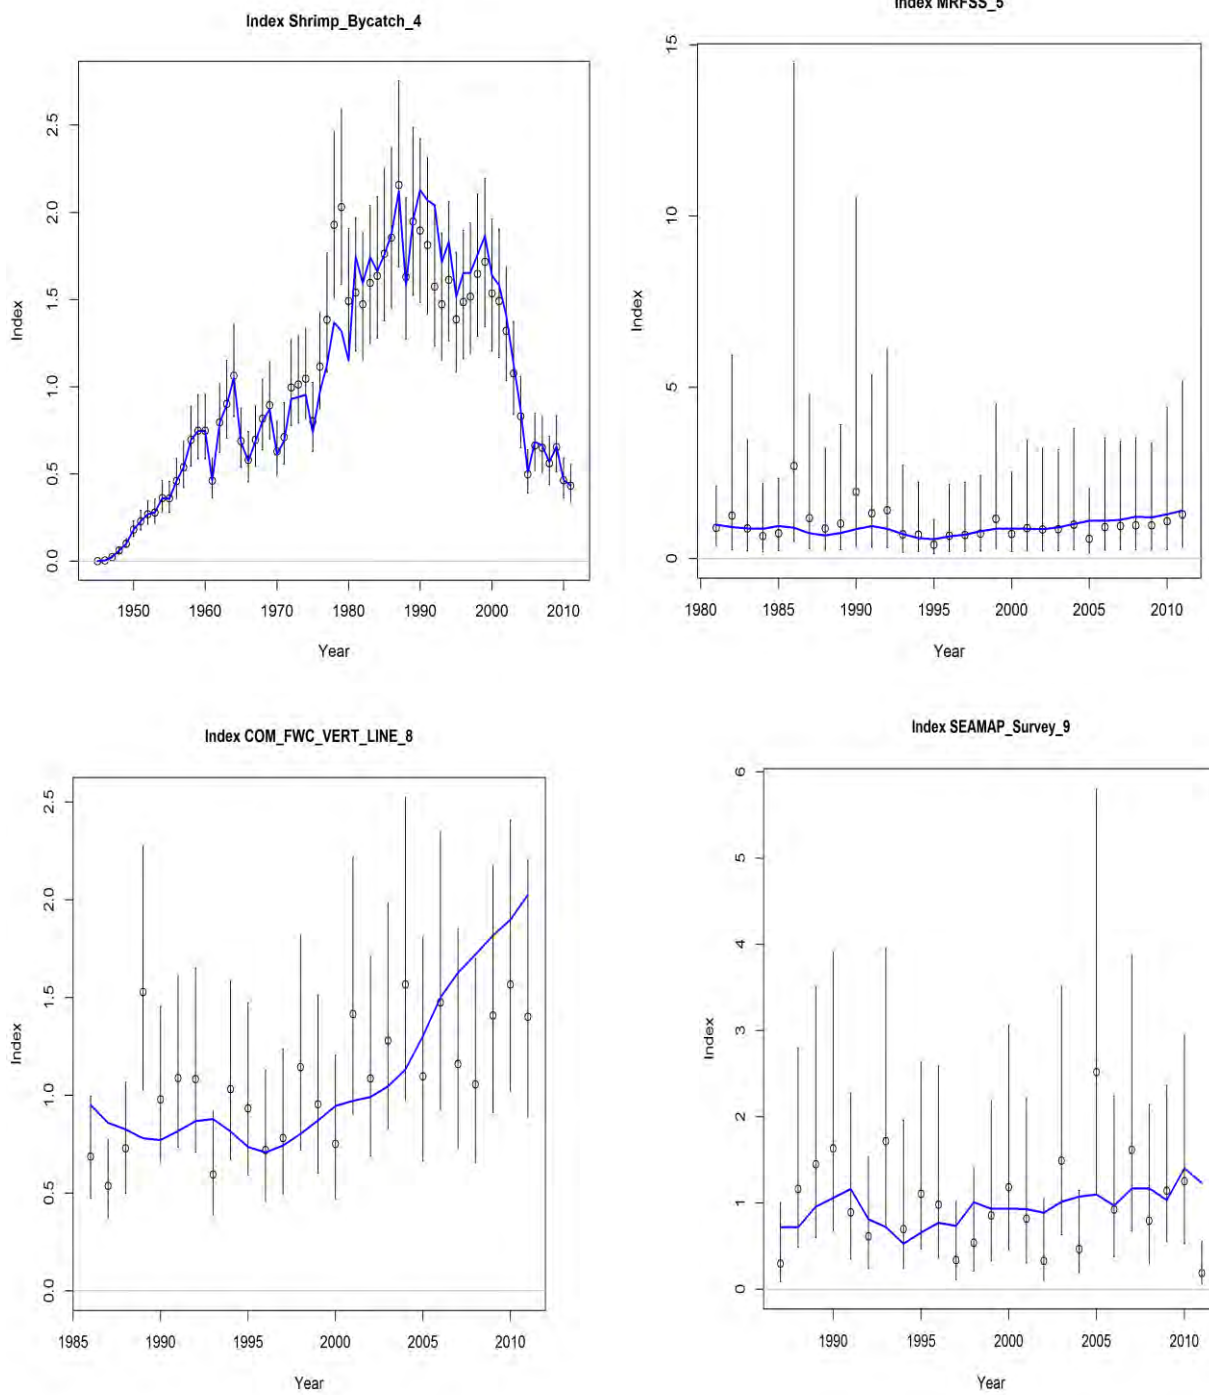 Index Shrimp_Bycatch_4
Index
0.0 0.5 1.0 1.5 2.0 2.5
1950 1960 1970 1980 1990 2000 2010
Year
Index MRFSS_5
Index
0 5 10 15
1980 1985 1990 1995 2000 2005 2010
Year
Index COM_FWC_VERT_LINE_8
Index
0.0 0.5 1.0 1.5 2.0 2.5
1985 1990 1995 2000 2005 2010
Year
Index SEAMAP_Survey_9
Index
0 1 2 3 4 5 6
1990 1995 2000 2005 2010
Year